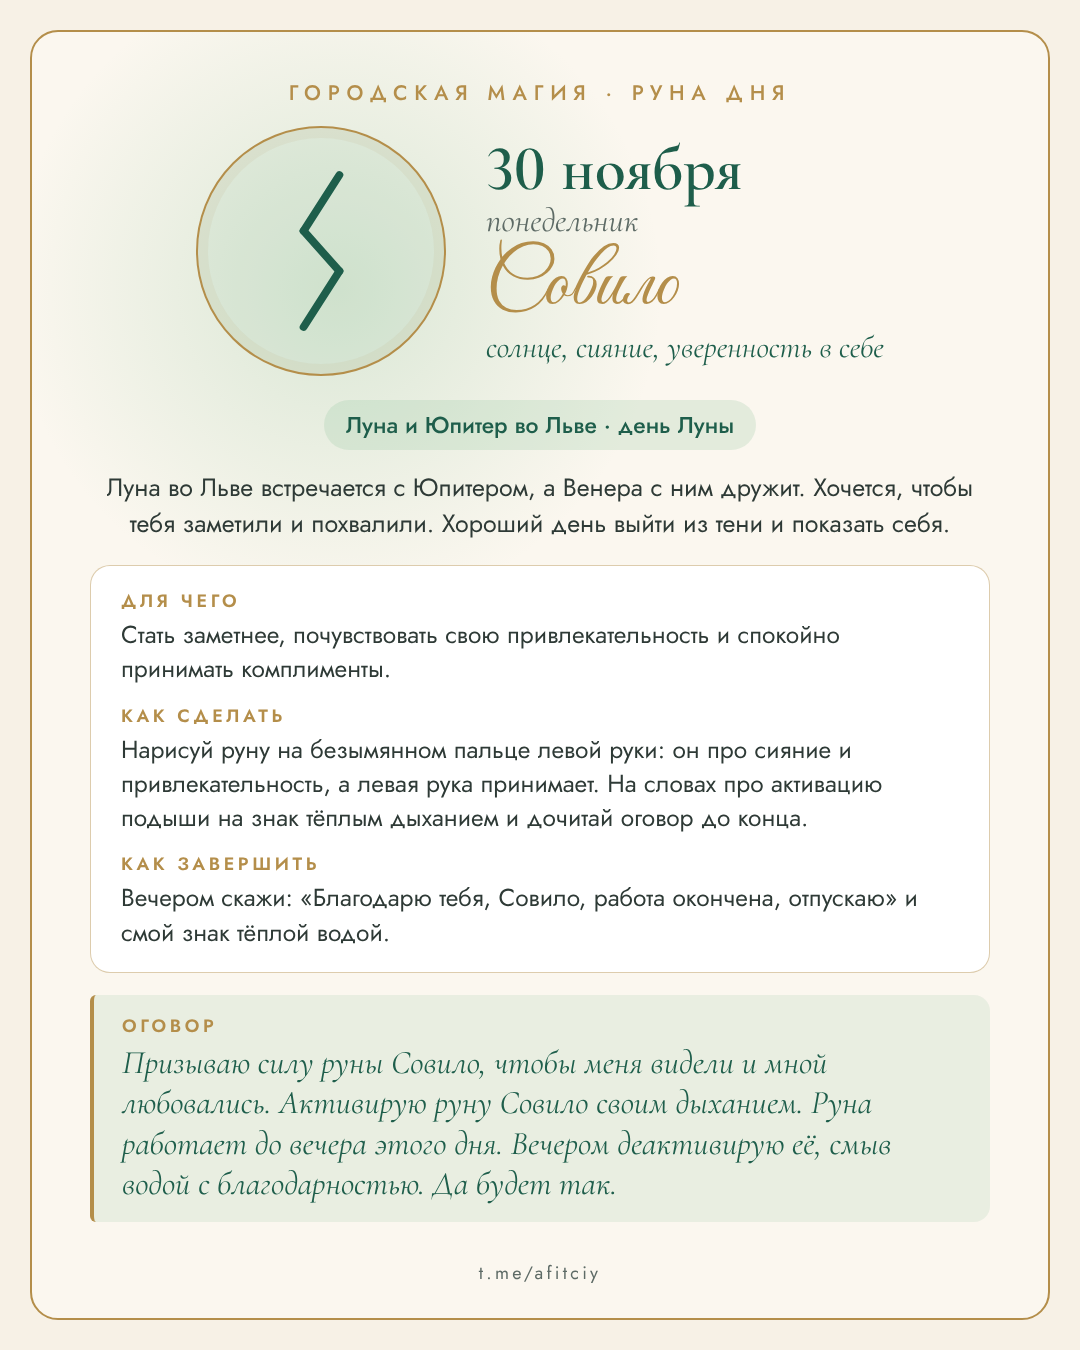 ГОРОДСКАЯ МАГИЯ · РУНА ДНЯ
30 ноября
понедельник
Совило
солнце, сияние, уверенность в себе
Луна и Юпитер во Льве · день Луны
Луна во Льве встречается с Юпитером, а Венера с ним дружит. Хочется, чтобы
тебя заметили и похвалили. Хороший день выйти из тени и показать себя.
ДЛЯ ЧЕГО
Стать заметнее, почувствовать свою привлекательность и спокойно
принимать комплименты.
КАК СДЕЛАТЬ
Нарисуй руну на безымянном пальце левой руки: он про сияние и
привлекательность, а левая рука принимает. На словах про активацию
подыши на знак тёплым дыханием и дочитай оговор до конца.
КАК ЗАВЕРШИТЬ
Вечером скажи: «Благодарю тебя, Совило, работа окончена, отпускаю» и
смой знак тёплой водой.
ОГОВОР
Призываю силу руны Совило, чтобы меня видели и мной
любовались. Активирую руну Совило своим дыханием. Руна
работает до вечера этого дня. Вечером деактивирую её, смыв
водой с благодарностью. Да будет так.
t.me/afitciy